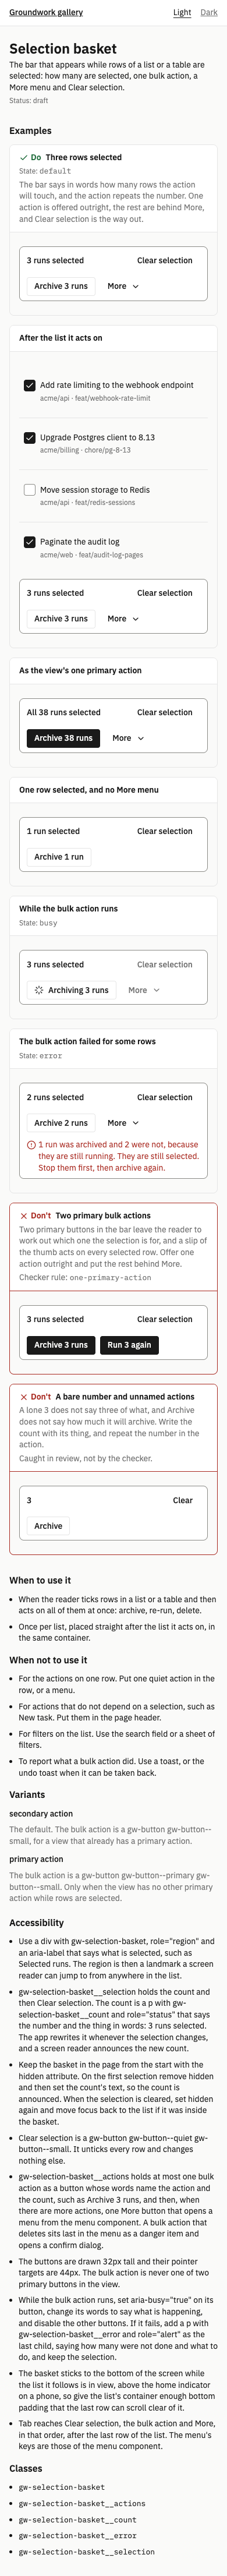 Groundwork gallery
Light
Dark
Selection basket
The bar that appears while rows of a list or a table are
selected: how many are selected, one bulk action, a
More menu and Clear selection.
Status: draft
Examples
Do Three rows selected
State: default
The bar says in words how many rows the action
will touch, and the action repeats the number. One
action is offered outright, the rest are behind More,
and Clear selection is the way out.
3 runs selected
Clear selection
Archive 3 runs
More
After the list it acts on
Add rate limiting to the webhook endpoint
acme/api · feat/webhook-rate-limit
Upgrade Postgres client to 8.13
acme/billing · chore/pg-8-13
Move session storage to Redis
acme/api · feat/redis-sessions
Paginate the audit log
acme/web · feat/audit-log-pages
3 runs selected
Clear selection
Archive 3 runs
More
As the view's one primary action
All 38 runs selected
Clear selection
Archive 38 runs
More
One row selected, and no More menu
1 run selected
Clear selection
Archive 1 run
While the bulk action runs
State: busy
3 runs selected
Clear selection
Archiving 3 runs
More
The bulk action failed for some rows
State: error
2 runs selected
Clear selection
Archive 2 runs
More
1 run was archived and 2 were not, because
they are still running. They are still selected.
Stop them first, then archive again.
Don't Two primary bulk actions
Two primary buttons in the bar leave the reader to
work out which one the selection is for, and a slip of
the thumb acts on every selected row. Offer one
action outright and put the rest behind More.
Checker rule: one-primary-action
3 runs selected
Clear selection
Archive 3 runs
Run 3 again
Don't A bare number and unnamed actions
A lone 3 does not say three of what, and Archive
does not say how much it will archive. Write the
count with its thing, and repeat the number in the
action.
Caught in review, not by the checker.
3
Clear
Archive
When to use it
When the reader ticks rows in a list or a table and then
acts on all of them at once: archive, re-run, delete.
Once per list, placed straight after the list it acts on, in
the same container.
When not to use it
For the actions on one row. Put one quiet action in the
row, or a menu.
For actions that do not depend on a selection, such as
New task. Put them in the page header.
For filters on the list. Use the search field or a sheet of
filters.
To report what a bulk action did. Use a toast, or the
undo toast when it can be taken back.
Variants
secondary action
The default. The bulk action is a gw-button gw-button--
small, for a view that already has a primary action.
primary action
The bulk action is a gw-button gw-button--primary gw-
button--small. Only when the view has no other primary
action while rows are selected.
Accessibility
Use a div with gw-selection-basket, role="region" and
an aria-label that says what is selected, such as
Selected runs. The region is then a landmark a screen
reader can jump to from anywhere in the list.
gw-selection-basket__selection holds the count and
then Clear selection. The count is a p with gw-
selection-basket__count and role="status" that says
the number and the thing in words: 3 runs selected.
The app rewrites it whenever the selection changes,
and a screen reader announces the new count.
Keep the basket in the page from the start with the
hidden attribute. On the first selection remove hidden
and then set the count's text, so the count is
announced. When the selection is cleared, set hidden
again and move focus back to the list if it was inside
the basket.
Clear selection is a gw-button gw-button--quiet gw-
button--small. It unticks every row and changes
nothing else.
gw-selection-basket__actions holds at most one bulk
action as a button whose words name the action and
the count, such as Archive 3 runs, and then, when
there are more actions, one More button that opens a
menu from the menu component. A bulk action that
deletes sits last in the menu as a danger item and
opens a confirm dialog.
The buttons are drawn 32px tall and their pointer
targets are 44px. The bulk action is never one of two
primary buttons in the view.
While the bulk action runs, set aria-busy="true" on its
button, change its words to say what is happening,
and disable the other buttons. If it fails, add a p with
gw-selection-basket__error and role="alert" as the last
child, saying how many were not done and what to
do, and keep the selection.
The basket sticks to the bottom of the screen while
the list it follows is in view, above the home indicator
on a phone, so give the list's container enough bottom
padding that the last row can scroll clear of it.
Tab reaches Clear selection, the bulk action and More,
in that order, after the last row of the list. The menu's
keys are those of the menu component.
Classes
gw-selection-basket
gw-selection-basket__actions
gw-selection-basket__count
gw-selection-basket__error
gw-selection-basket__selection